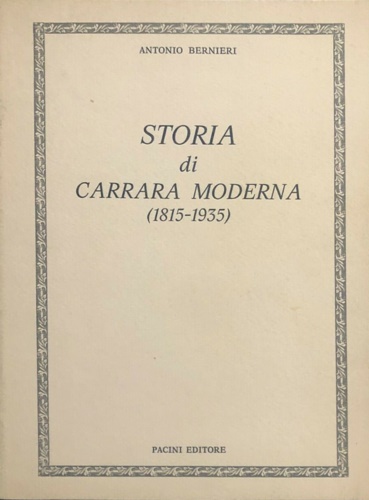 ANTONIO BERNIERI
STORIA
di
CARRARA MODERNA
(1815-1935)
PACINI EDITORE